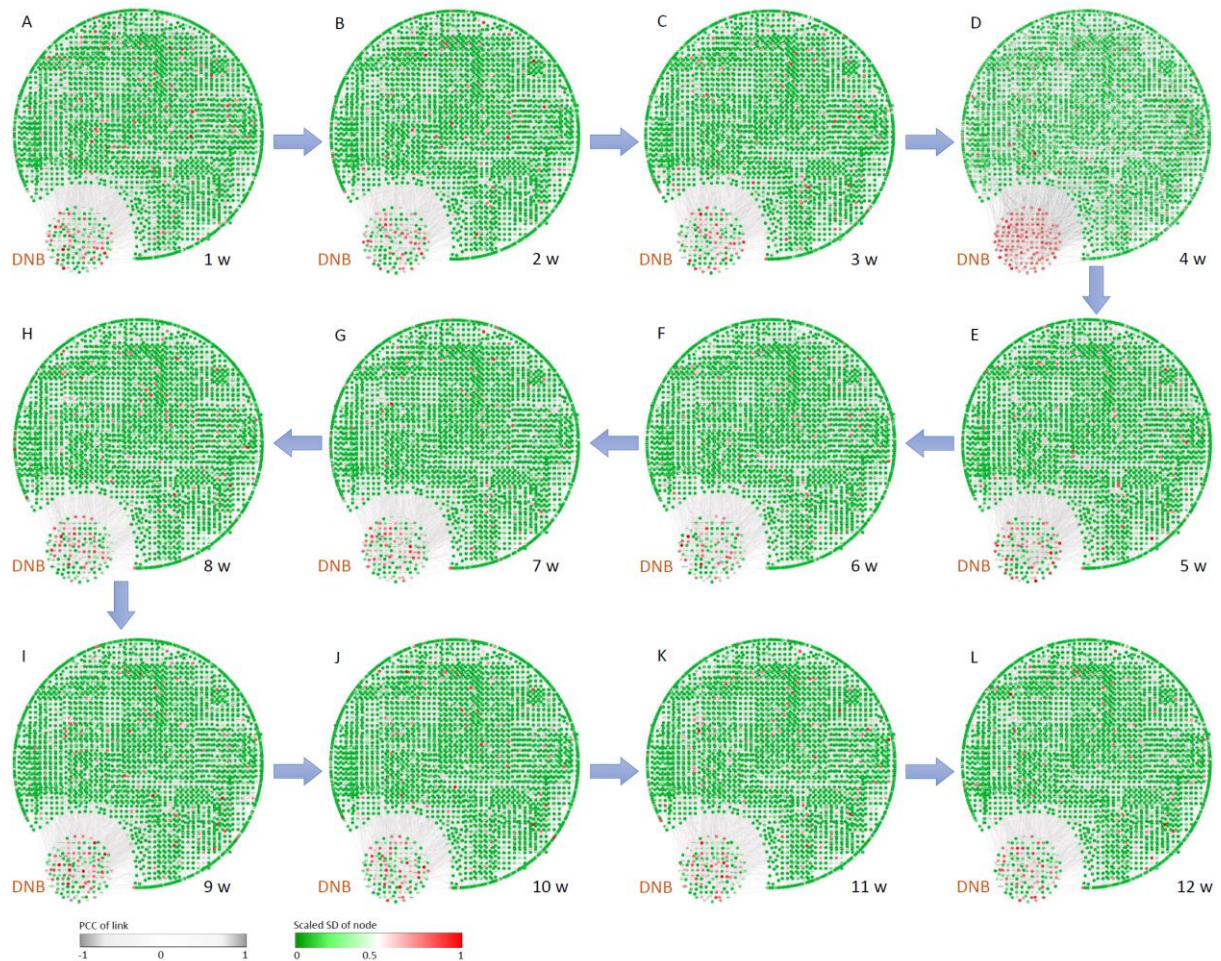 A
B
C
D
DNB
1 w
DNB
2 w
DNB
3 w
DNB
4 w
H
G
F
E
DNB
8 w
DNB
7 w
DNB
6 w
DNB
5 w
I
J
K
L
DNB
9 w
DNB
10 w
DNB
11 w
DNB
12 w
PCC of link
-1
0
1
Scaled SD of node
0
0.5
1